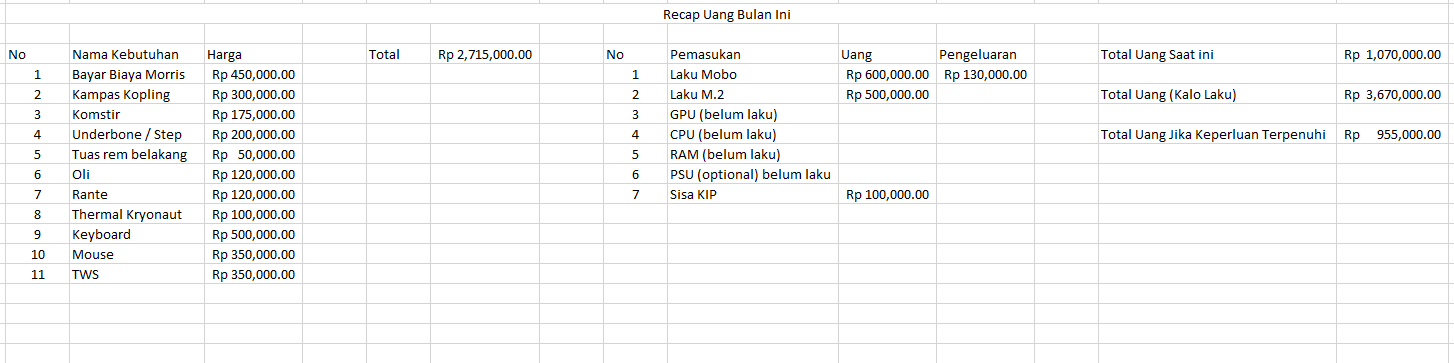 Recap Uang Bulan Ini
No Nama Kebutuhan Harga Total Rp 2,715,000.00 No Pemasukan Uang Pengeluaran Total Uang Saat ini Rp 1,070,000.00
1 Bayar Biaya Morris Rp 450,000.00 1 Laku Mobo Rp 600,000.00 Rp 130,000.00
2 Kampas Kopling Rp 300,000.00 2 Laku M.2 Rp 500,000.00 Total Uang (Kalo Laku) Rp 3,670,000.00
3 Komstir Rp 175,000.00 3 GPU (belum laku)
4 Underbone / Step Rp 200,000.00 4 CPU (belum laku) Total Uang Jika Keperluan Terpenuhi Rp 955,000.00
5 Tuas rem belakang Rp 50,000.00 5 RAM (belum laku)
6 Oli Rp 120,000.00 6 PSU (optional) belum laku
7 Rante Rp 120,000.00 7 Sisa KIP Rp 100,000.00
8 Thermal Kryonaut Rp 100,000.00
9 Keyboard Rp 500,000.00
10 Mouse Rp 350,000.00
11 TWS Rp 350,000.00